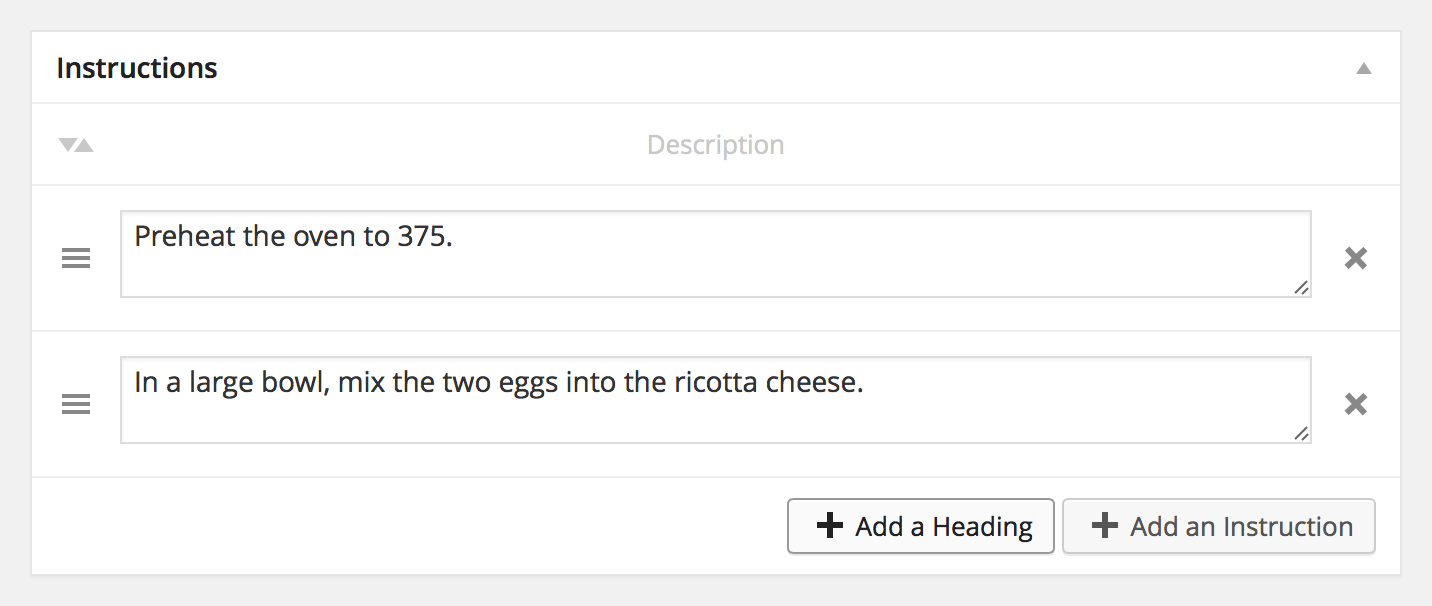 Instructions
Description
Preheat the oven to 375.
In a large bowl, mix the two eggs into the ricotta cheese.
Add a Heading
Add an Instruction